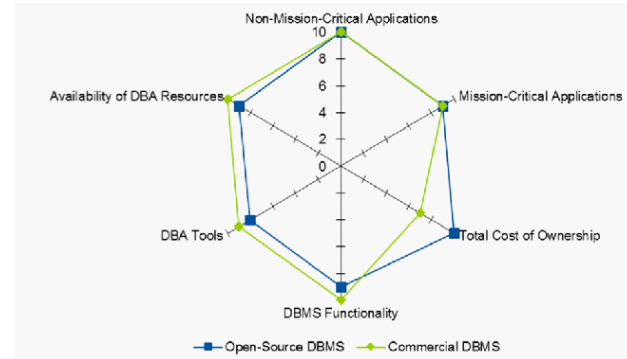 Non-Mission-Critical Applications
10
8
6
4
2
0
Availability of DBA Resources
Mission-Critical Applications
DBA Tools
Total Cost of Ownership
DBMS Functionality
Open-Source DBMS Commercial DBMS